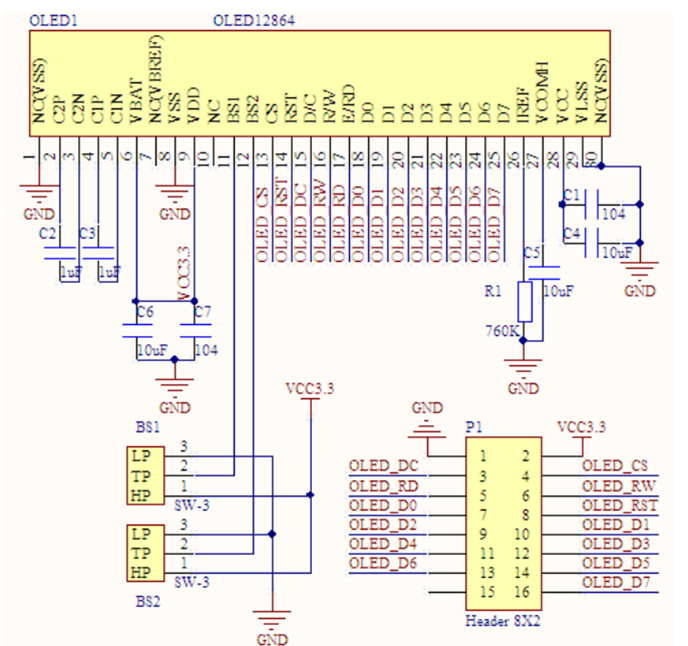 OLED1 OLED12864
NC(VSS) C2P C2N C1P C1N VBAT NC(VBREF) VSS VDD NC BS1 BS2 CS RST D/C R/W E/RD D0 D1 D2 D3 D4 D5 D6 D7 IREF VCOMH VCC VLSS NC(VSS)
1 2 3 4 5 6 7 8 9 10 11 12 13 14 15 16 17 18 19 20 21 22 23 24 25 26 27 28 29 30
OLED_CS OLED_RST OLED_DC OLED_RW OLED_RD OLED_D0 OLED_D1 OLED_D2 OLED_D3 OLED_D4 OLED_D5 OLED_D6 OLED_D7
GND GND
C1 104
C2 C3 C4
1uF 1uF 10uF
VCC3.3 C5
R1 10uF GND
C6 C7
760K
10uF 104
GND GND
VCC3.3
BS1 GND P1 VCC3.3
LP 3
TP 2
HP 1
SW-3
LP 3
TP 2
HP 1
SW-3
BS2
GND
1 2
OLED_DC 3 4 OLED_CS
OLED_RD 5 6 OLED_RW
OLED_D0 7 8 OLED_RST
OLED_D2 9 10 OLED_D1
OLED_D4 11 12 OLED_D3
OLED_D6 13 14 OLED_D5
15 16 OLED_D7
Header 8X2